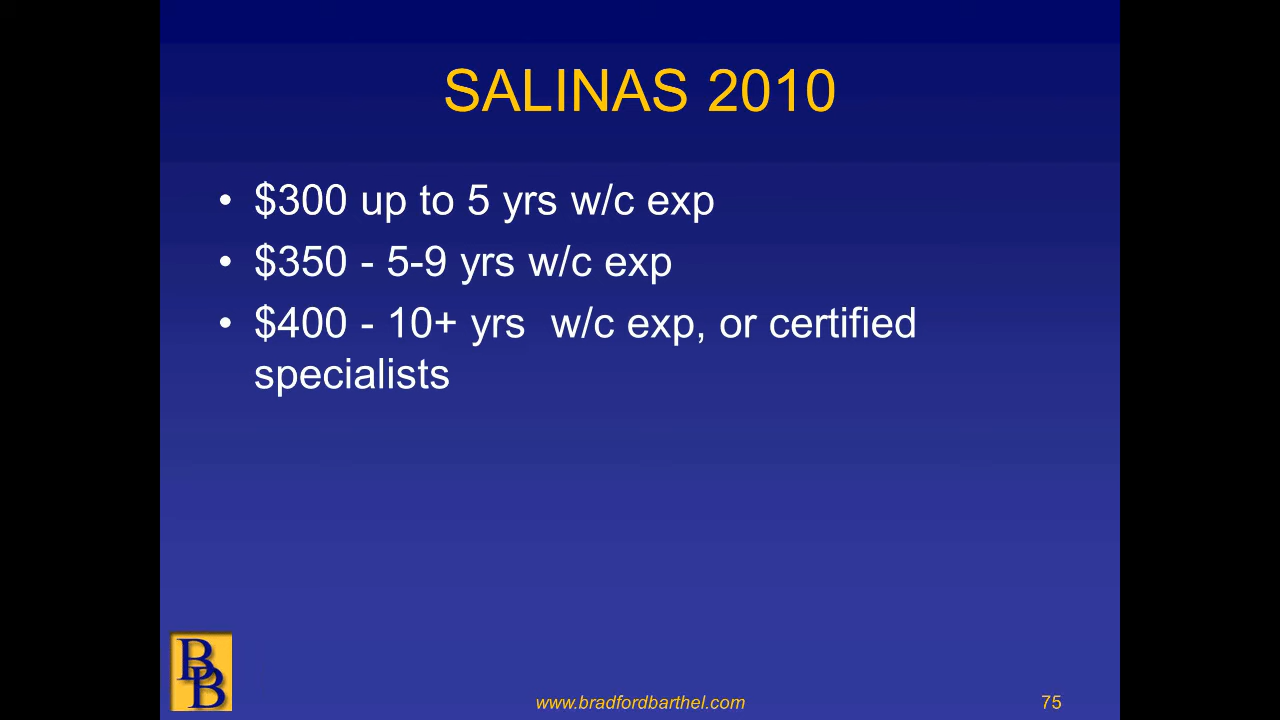 SALINAS 2010
• $300 up to 5 yrs w/c exp
• $350 - 5-9 yrs w/c exp
• $400 - 10+ yrs  w/c exp, or certified
specialists
BB
www.bradfordbarthel.com
75